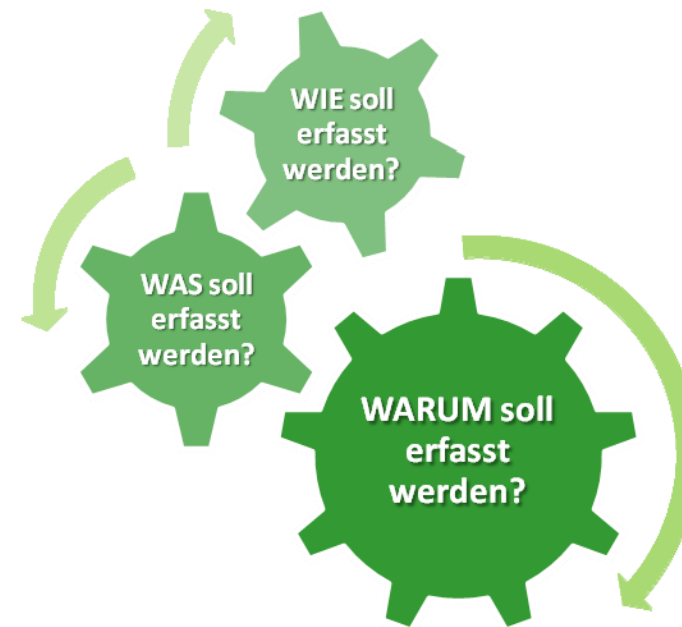 WIE soll
erfasst
werden?
WAS soll
erfasst
werden?
WARUM soll
erfasst
werden?